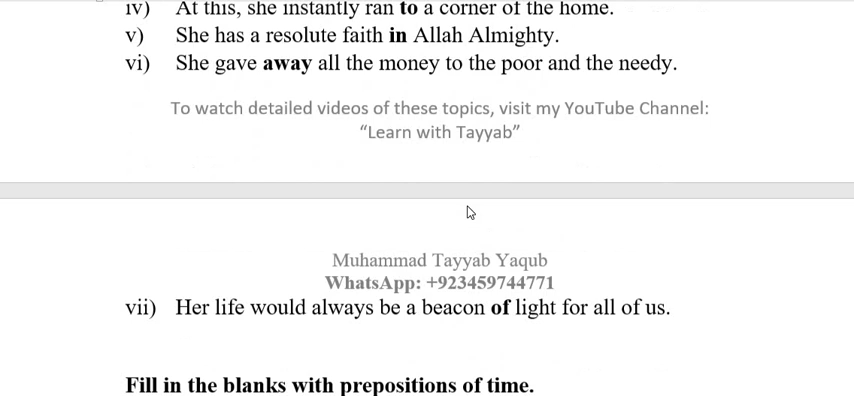 iv) At this, she instantly ran to a corner of the home.
v) She has a resolute faith in Allah Almighty.
vi) She gave away all the money to the poor and the needy.
To watch detailed videos of these topics, visit my YouTube Channel:
“Learn with Tayyab”
Muhammad Tayyab Yaqub
WhatsApp: +923459744771
vii) Her life would always be a beacon of light for all of us.
Fill in the blanks with prepositions of time.